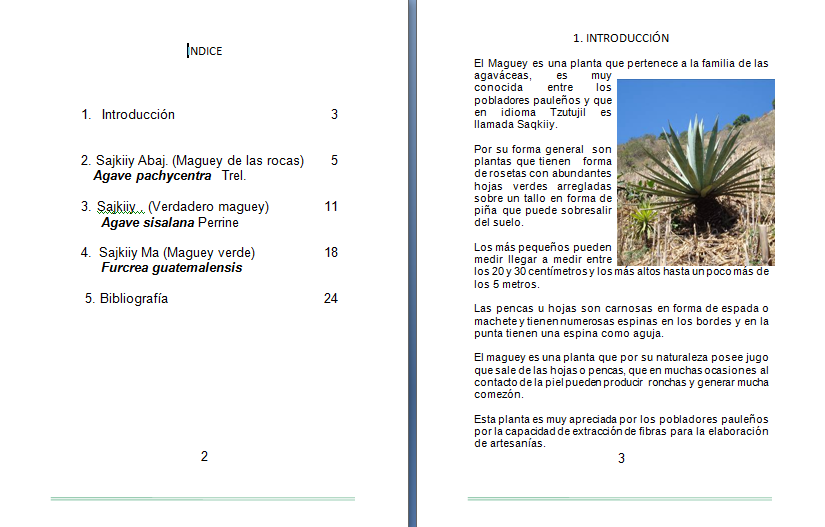 INDICE
1. Introducción 3
2. Sajkiiy Abaj. (Maguey de las rocas) 5
Agave pachycentra Trel.
3. Sajkiiy . (Verdadero maguey) 11
Agave sisalana Perrine
4. Sajkiiy Ma (Maguey verde) 18
Furcrea guatemalensis
5. Bibliografía 24
2
1. INTRODUCCIÓN
El Maguey es una planta que pertenece a la familia de las
agaváceas, es muy
conocida entre los
pobladores pauleños y que
en idioma Tzutujil es
llamada Saqkiiy.
Por su forma general son
plantas que tienen forma
de rosetas con abundantes
hojas verdes arregladas
sobre un tallo en forma de
piña que puede sobresalir
del suelo.
Los más pequeños pueden
medir llegar a medir entre
los 20 y 30 centímetros y los más altos hasta un poco más de
los 5 metros.
Las pencas u hojas son carnosas en forma de espada o
machete y tienen numerosas espinas en los bordes y en la
punta tienen una espina como aguja.
El maguey es una planta que por su naturaleza posee jugo
que sale de las hojas o pencas, que en muchas ocasiones al
contacto de la piel pueden producir ronchas y generar mucha
comezón.
Esta planta es muy apreciada por los pobladores pauleños
por la capacidad de extracción de fibras para la elaboración
de artesanías.
3